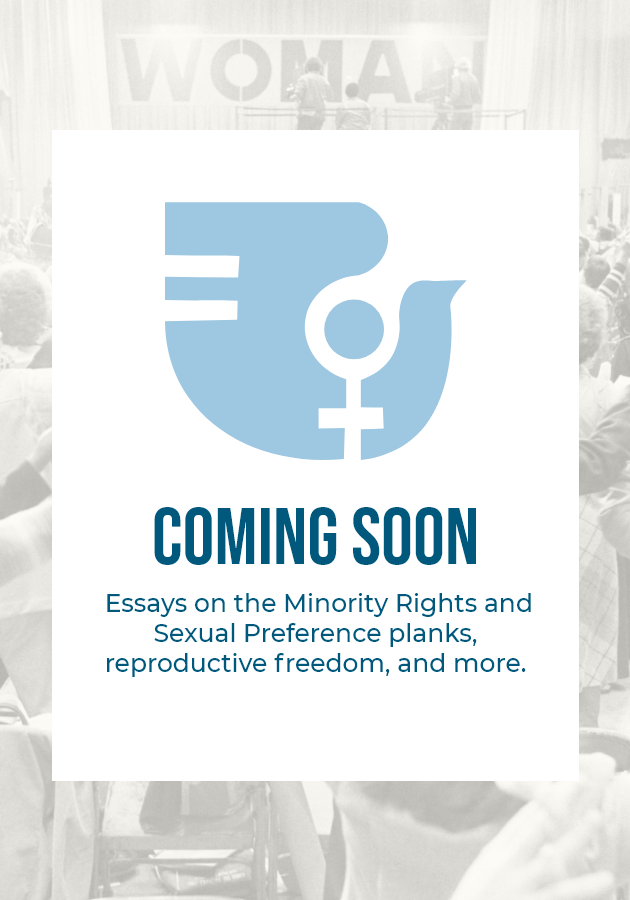 WOMAN
COMING SOON
Essays on the Minority Rights and
Sexual Preference planks,
reproductive freedom, and more.